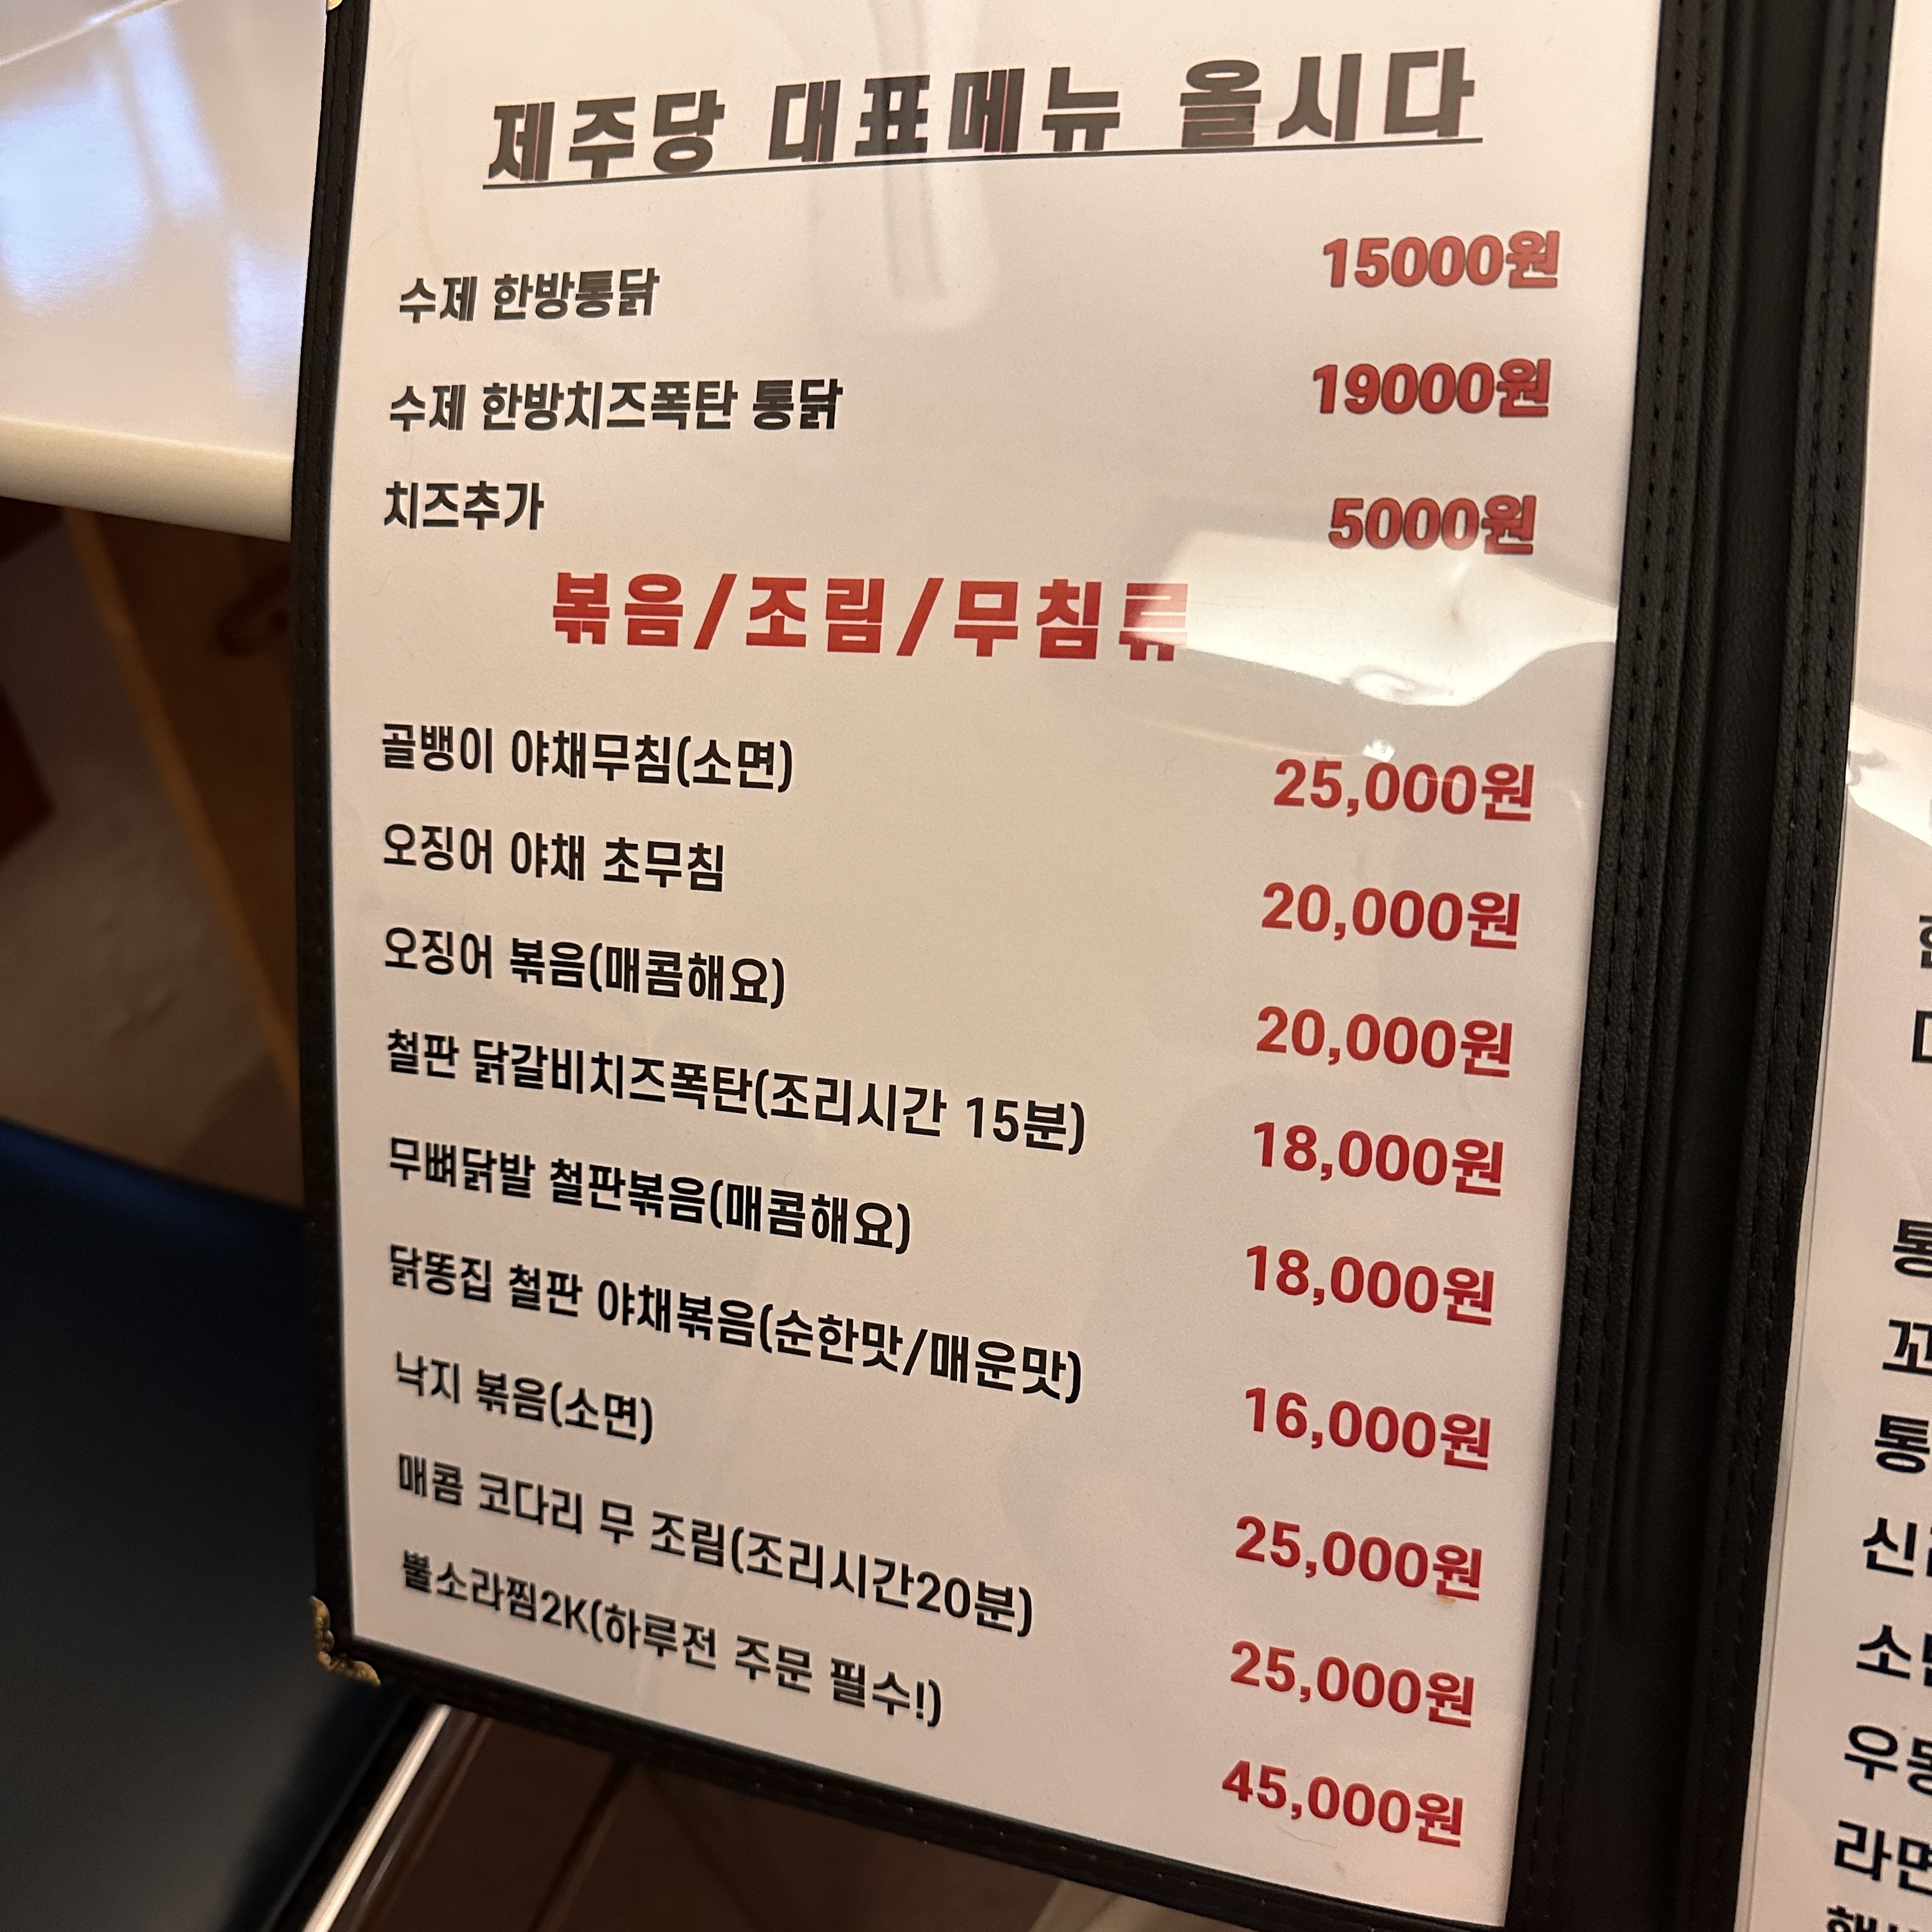 제주당 대표메뉴 올시다
수제 한방통닭 15000원
수제 한방치즈폭탄 통닭 19000원
치즈추가 5000원
볶음/조림/무침류
골뱅이 야채무침(소면) 25,000원
오징어 야채 초무침 20,000원
오징어 볶음(매콤해요) 20,000원
철판 닭갈비치즈폭탄(조리시간 15분) 18,000원
무뼈닭발 철판볶음(매콤해요) 18,000원
닭똥집 철판 야채볶음(순한맛/매운맛) 16,000원
낙지 볶음(소면) 25,000원
매콤 코다리 무 조림(조리시간20분) 25,000원
뿔소라찜2K(하루전 주문 필수!) 45,000원
통
꼬
통
신
소
우
라면